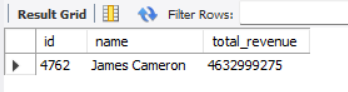 Result Grid Filter Rows:
id name total_revenue
4762 James Cameron 4632999275